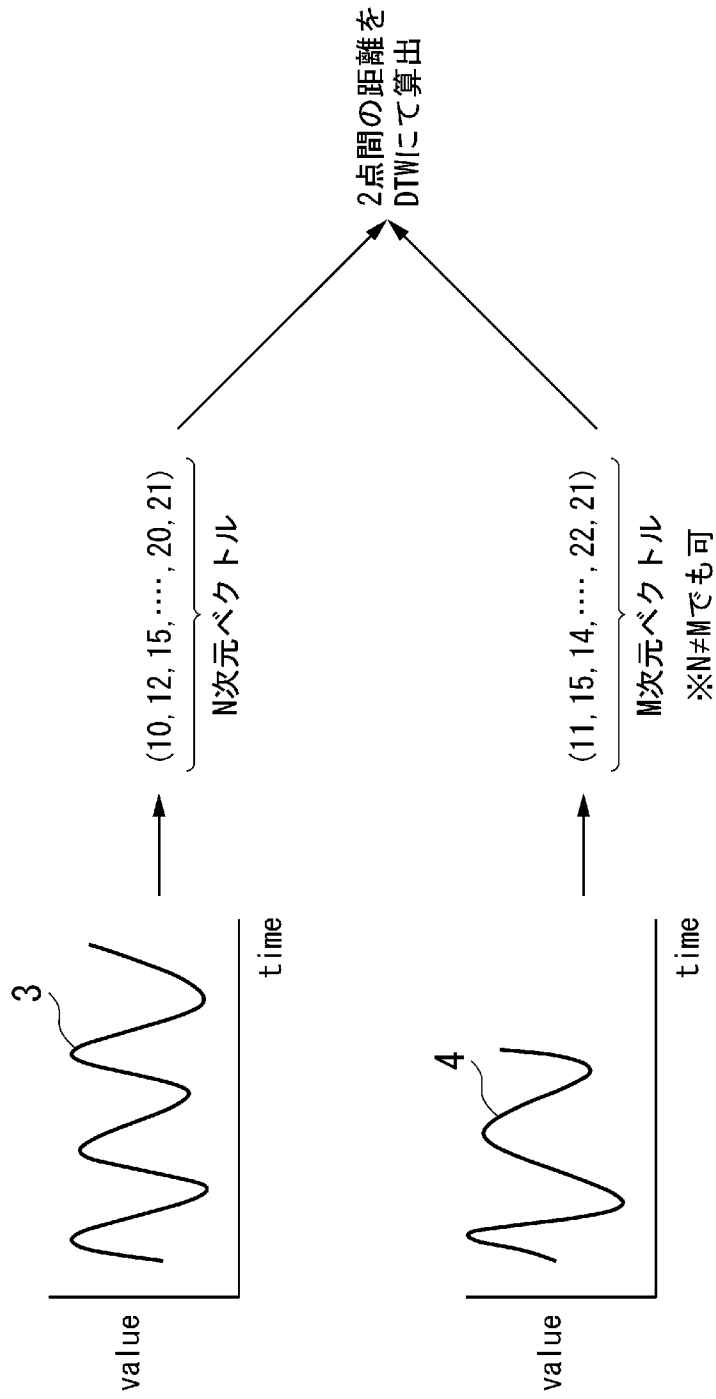 value
3
time
(10, 12, 15, ‥‥, 20, 21)
N次元ベクトル
2点間の距離を
DTWにて算出
value
4
time
(11, 15, 14, ‥‥, 22, 21)
M次元ベクトル
※N≠Mでも可